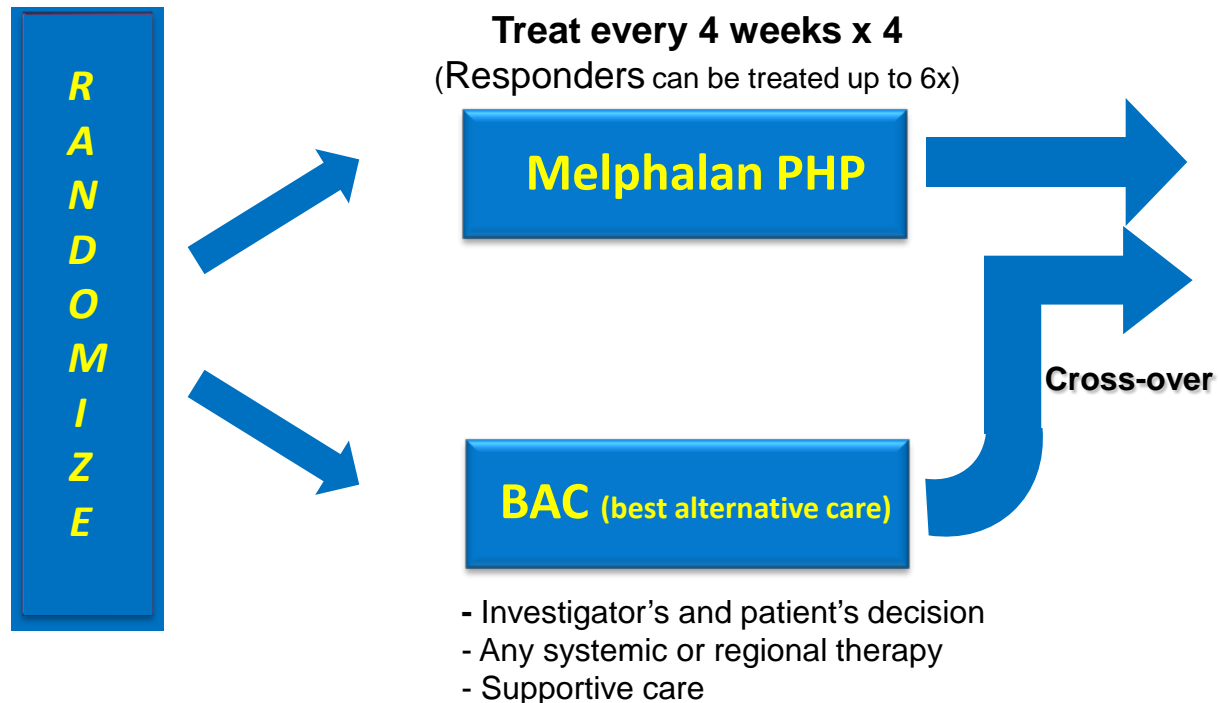 RANDOMIZE
Treat every 4 weeks x 4
(Responders can be treated up to 6x)
Melphalan PHP
Cross-over
BAC (best alternative care)
- Investigator’s and patient’s decision
- Any systemic or regional therapy
- Supportive care